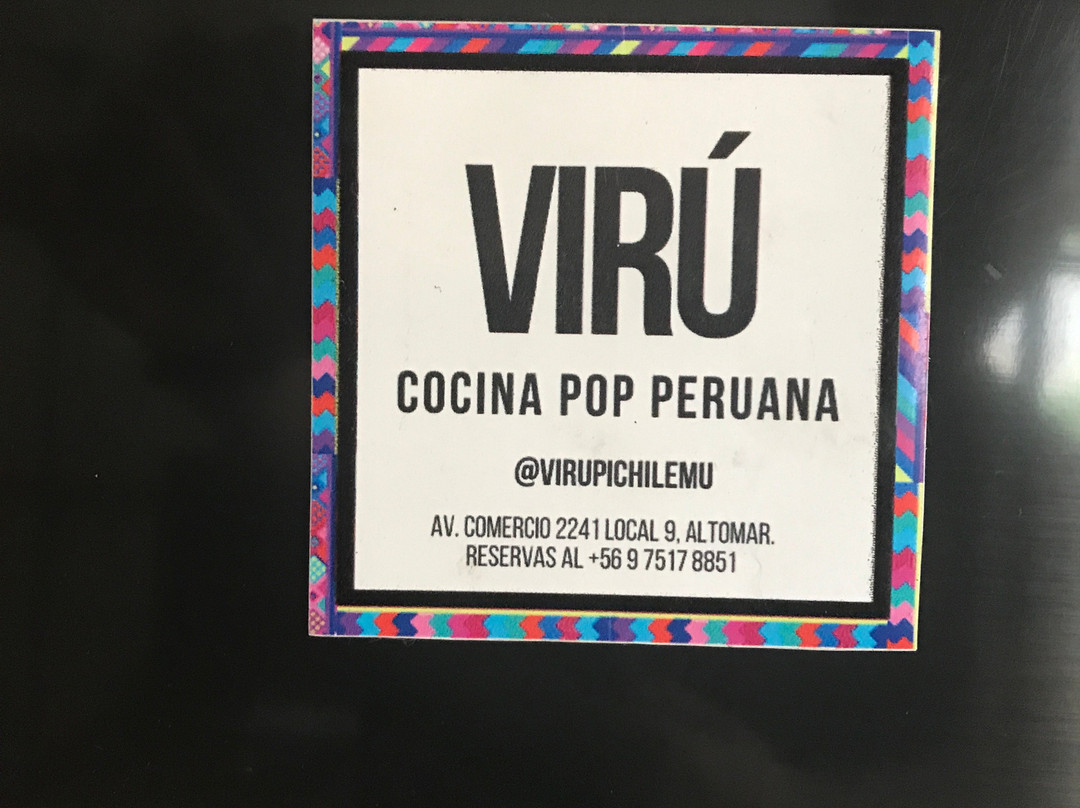 VIRÚ
COCINA POP PERUANA
@VIRUPICHILEMU
AV. COMERCIO 2241 LOCAL 9, ALTOMAR.
RESERVAS AL +56 9 7517 8851